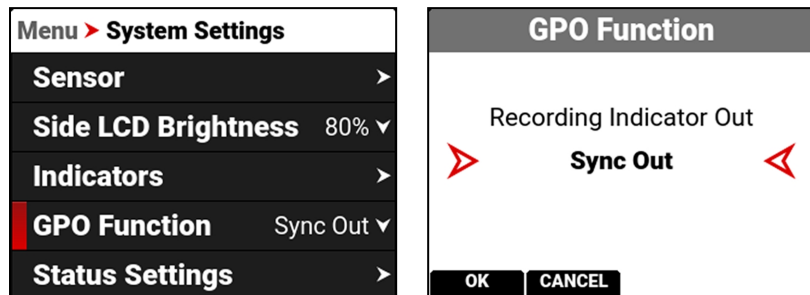 Menu > System Settings
Sensor
Side LCD Brightness 80%
Indicators
GPO Function Sync Out
Status Settings
GPO Function
Recording Indicator Out
Sync Out
OK CANCEL